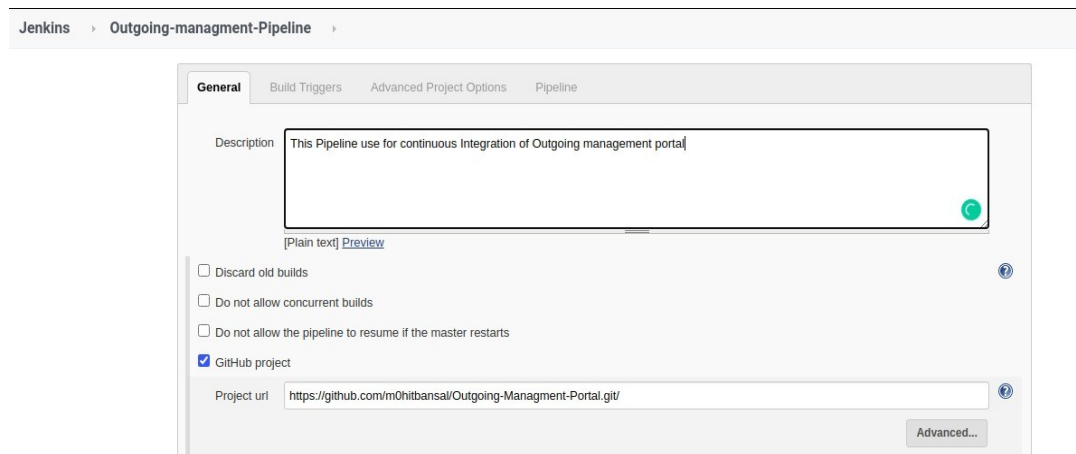 Jenkins Outgoing-managment-Pipeline
General Build Triggers Advanced Project Options Pipeline
Description This Pipeline use for continuous Integration of Outgoing management portal
[Plain text] Preview
Discard old builds
Do not allow concurrent builds
Do not allow the pipeline to resume if the master restarts
GitHub project
Project url https://github.com/m0hitbansal/Outgoing-Managment-Portal.git/
Advanced...